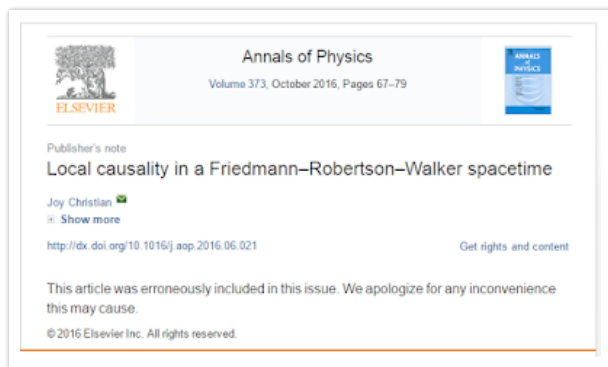 Annals of Physics
Volume 373, October 2016, Pages 67–79
ELSEVIER
ANNALS
of
PHYSICS
Publisher's note
Local causality in a Friedmann–Robertson–Walker spacetime
Joy Christian
Show more
http://dx.doi.org/10.1016/j.aop.2016.06.021
Get rights and content
This article was erroneously included in this issue. We apologize for any inconvenience
this may cause.
© 2016 Elsevier Inc. All rights reserved.